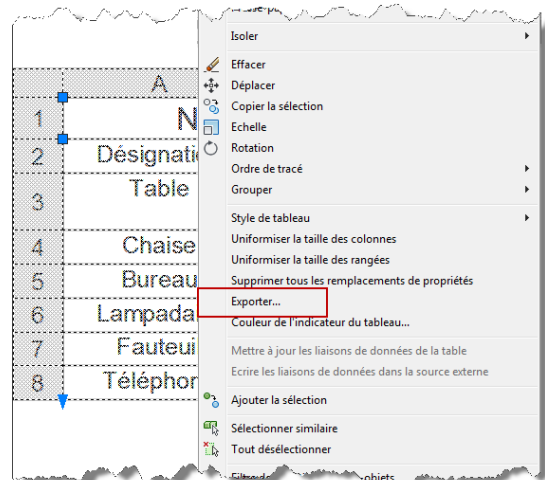 Isoler
A
1
N
2
Désignati
3
Table
4
Chaise
5
Bureau
6
Lampada
7
Fauteui
8
Téléphor
Effacer
Déplacer
Copier la sélection
Echelle
Rotation
Ordre de tracé
Grouper
Style de tableau
Uniformiser la taille des colonnes
Uniformiser la taille des rangées
Supprimer tous les remplacements de propriétés
Exporter...
Couleur de l'indicateur du tableau...
Mettre à jour les liaisons de données de la table
Ecrire les liaisons de données dans la source externe
Ajouter la sélection
Sélectionner similaire
Tout désélectionner
objets